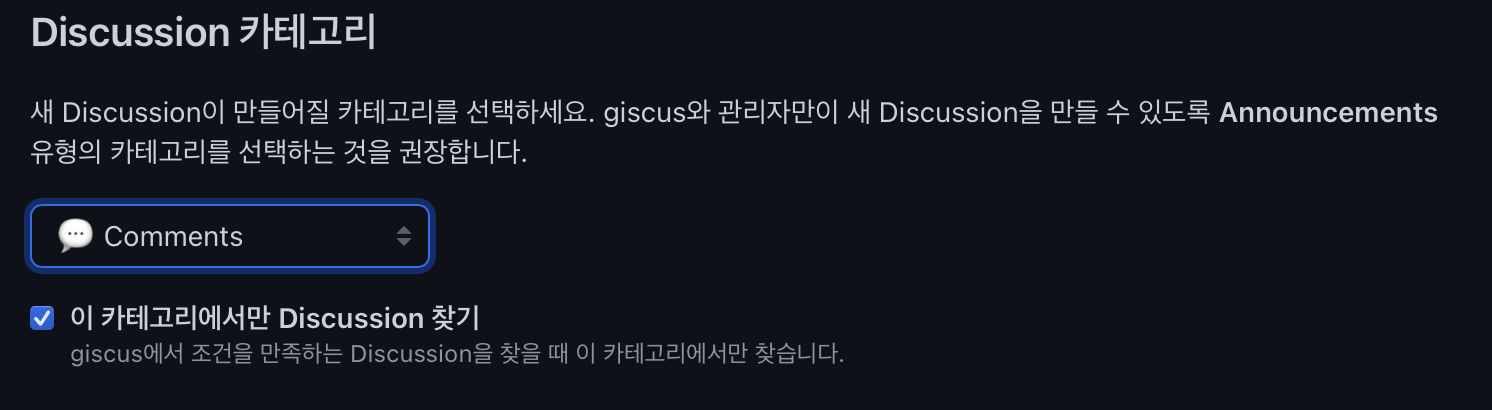 Discussion 카테고리
새 Discussion이 만들어질 카테고리를 선택하세요. giscus와 관리자만이 새 Discussion을 만들 수 있도록 Announcements
유형의 카테고리를 선택하는 것을 권장합니다.
💬 Comments
이 카테고리에서만 Discussion 찾기
giscus에서 조건을 만족하는 Discussion을 찾을 때 이 카테고리에서만 찾습니다.